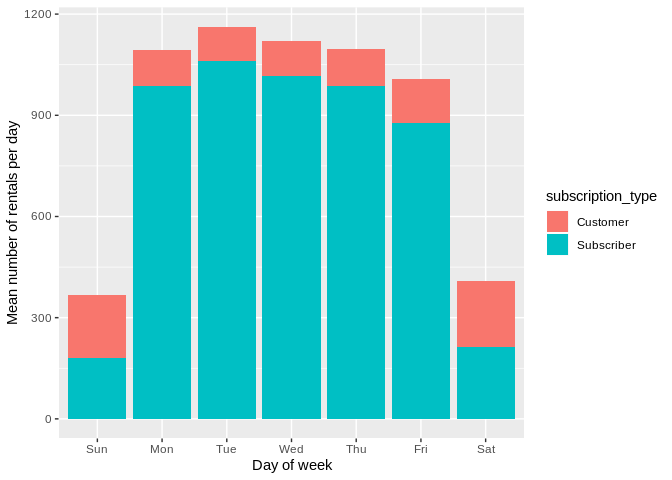 1200
900
600
300
0
Mean number of rentals per day
Sun Mon Tue Wed Thu Fri Sat
Day of week
subscription_type
Customer
Subscriber